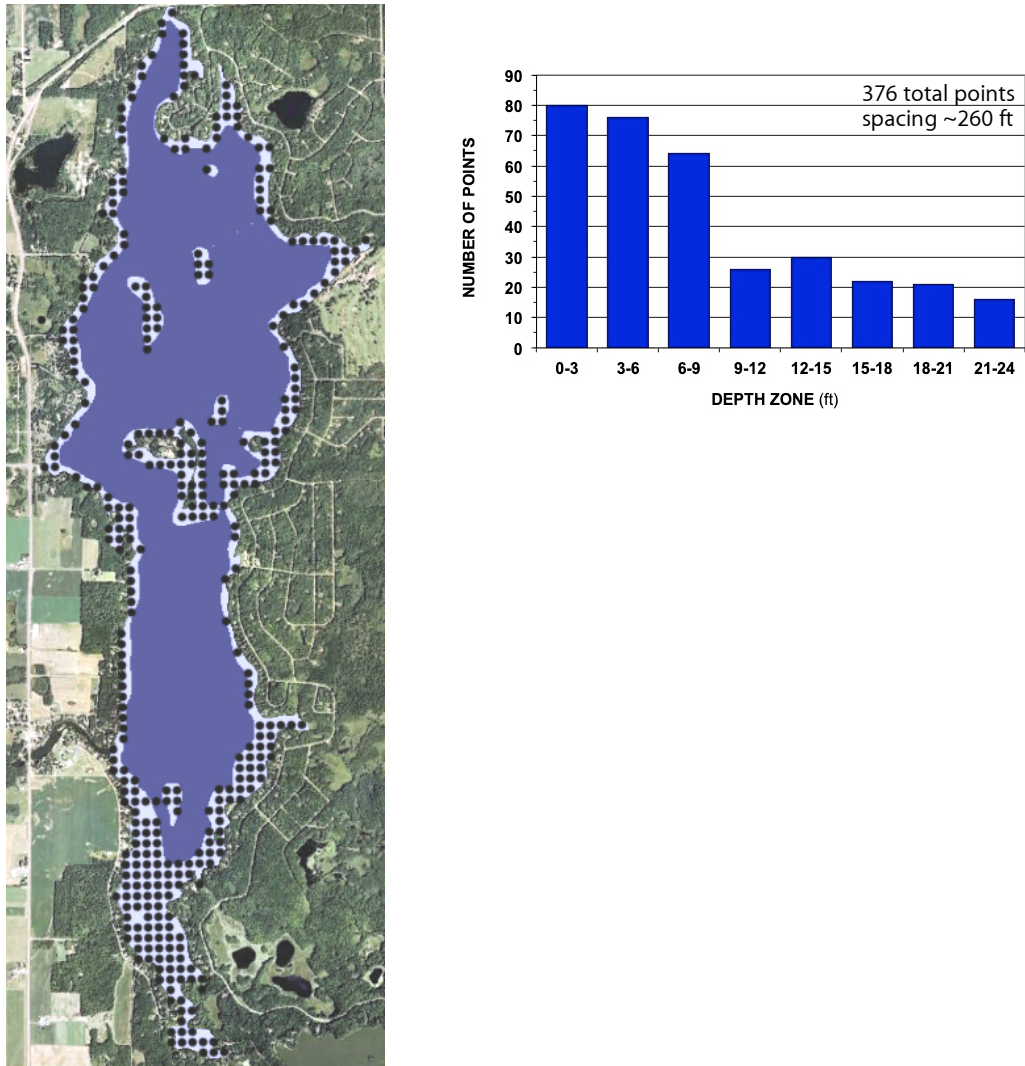 376 total points
spacing ~260 ft
90
80
70
60
50
40
30
20
10
0
NUMBER OF POINTS
0-3 3-6 6-9 9-12 12-15 15-18 18-21 21-24
DEPTH ZONE (ft)